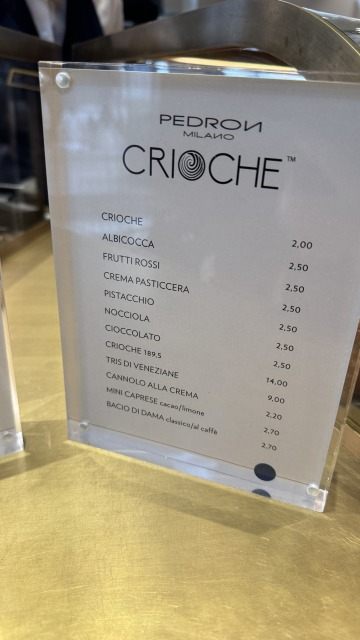 PEDRON
MILANO
CRIOCHE™
CRIOCHE 2,00
ALBICOCCA 2,50
FRUTTI ROSSI 2,50
CREMA PASTICCERA 2,50
PISTACCHIO 2,50
NOCCIOLA 2,50
CIOCCOLATO 2,50
CRIOCHE 189,5 14,00
TRIS DI VENEZIANE 9,00
CANNOLO ALLA CREMA 2,20
MINI CAPRESE cacao/limone 2,70
BACIO DI DAMA classico/al caffè 2,70